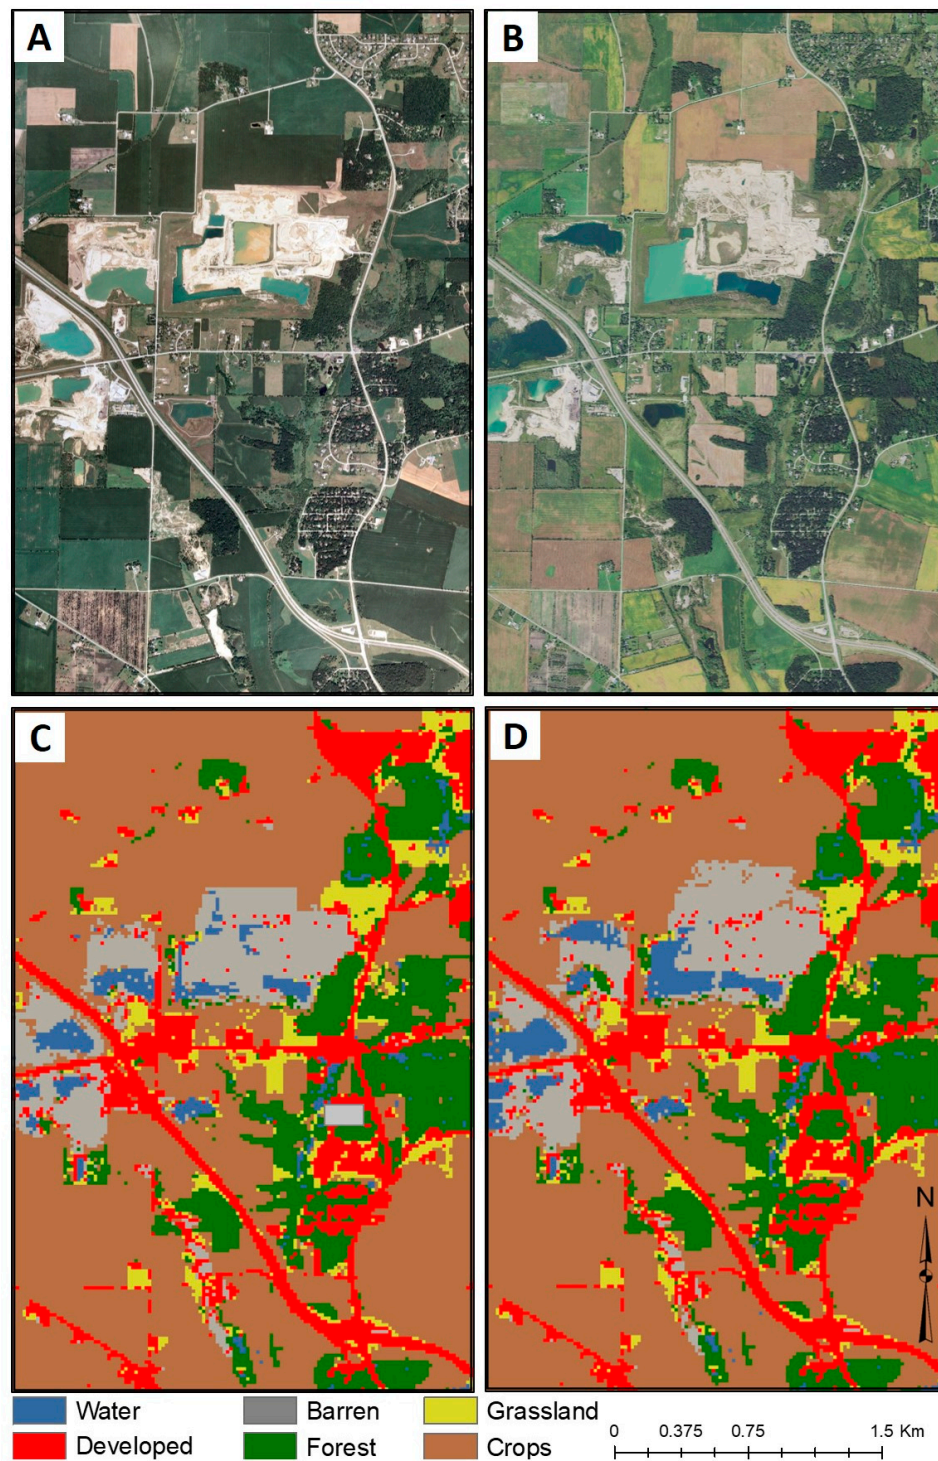 A
B
C
D
N
Water
Barren
Grassland
Developed
Forest
Crops
0 0.375 0.75 1.5 Km